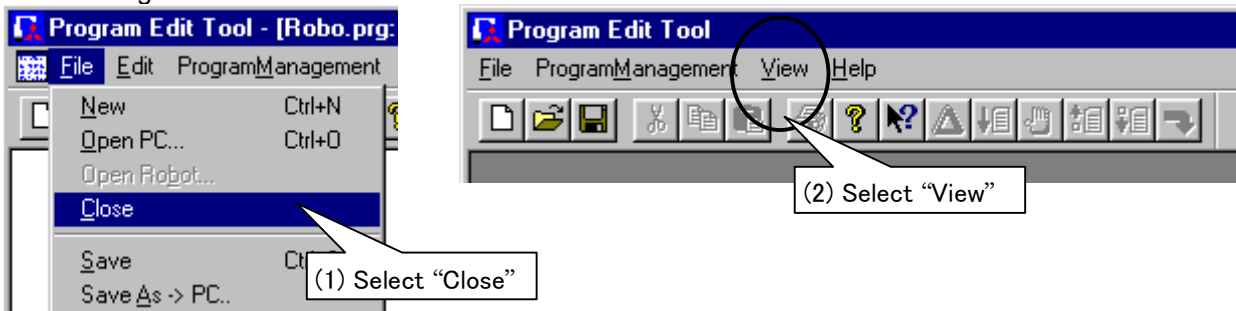 Program Edit Tool - [Robo.prg:
File Edit ProgramManagement
New Ctrl+N
Open PC... Ctrl+O
Open Robot...
Close
Save
Save As -> PC..
(1) Select “Close”
Program Edit Tool
File ProgramManagement View Help
(2) Select “View”